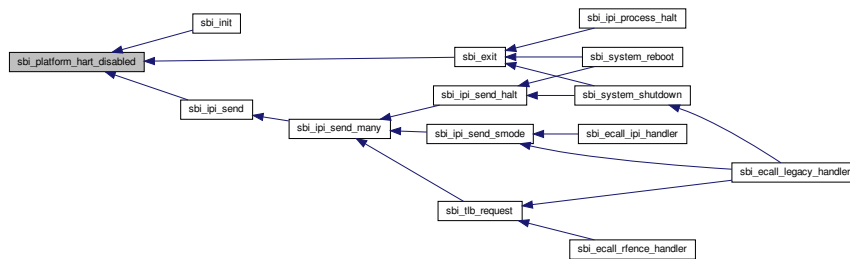 sbi_ipi_process_halt
sbi_init
sbi_platform_hart_disabled
sbi_exit
sbi_system_reboot
sbi_ipi_send_halt
sbi_system_shutdown
sbi_ipi_send
sbi_ipi_send_many
sbi_ipi_send_smode
sbi_ecall_ipi_handler
sbi_ecall_legacy_handler
sbi_tlb_request
sbi_ecall_rfence_handler